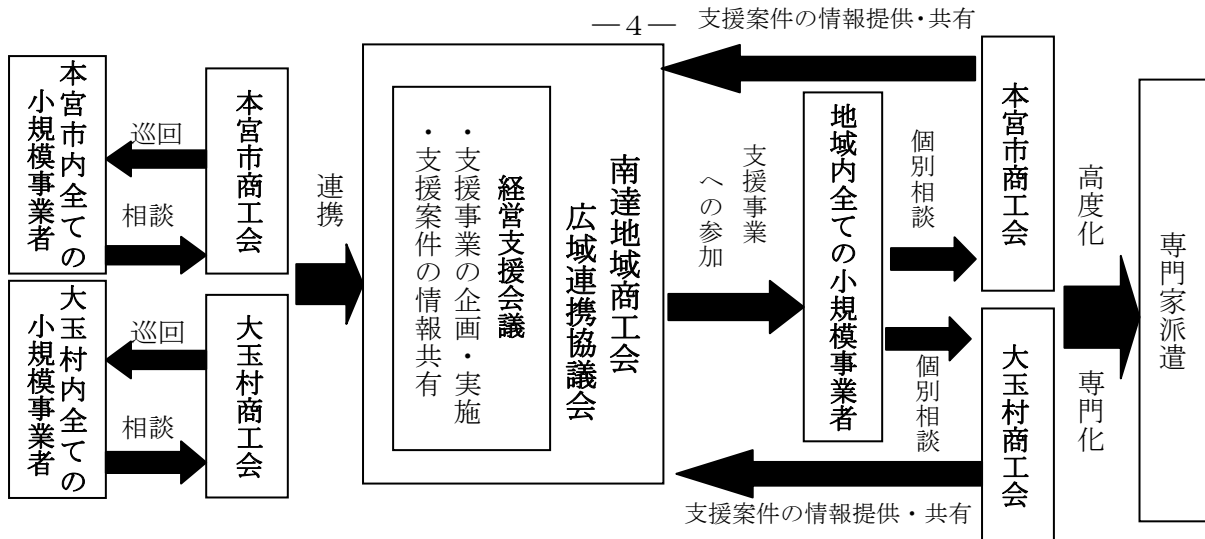 ―4―
支援案件の情報提供・共有
本宮市内全ての
小規模事業者
巡回
相談
本宮市商工会
大玉村内全ての
小規模事業者
巡回
相談
大玉村商工会
連携
南達地域商工会
広域連携協議会
経営支援会議
・支援事業の企画・実施
・支援案件の情報共有
支援事業
への参加
地域内全ての小規模事業者
個別相談
個別相談
本宮市商工会
大玉村商工会
支援案件の情報提供・共有
高度化
専門化
専門家派遣